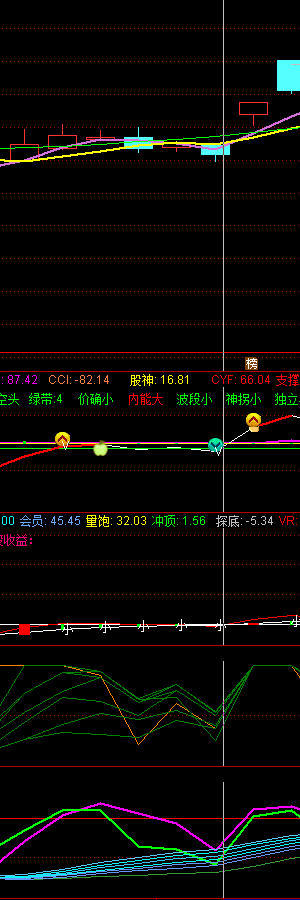 榜
: 87.42 CCI: -82.14 股神: 16.81 CYF: 66.04 支撑
空头 绿带:4 价确小 内能大 波段小 神拐小 独立
00 会员: 45.45 量饱: 32.03 冲顶: 1.56 探底: -5.34 VR:
收益:
小 小 小 小 小